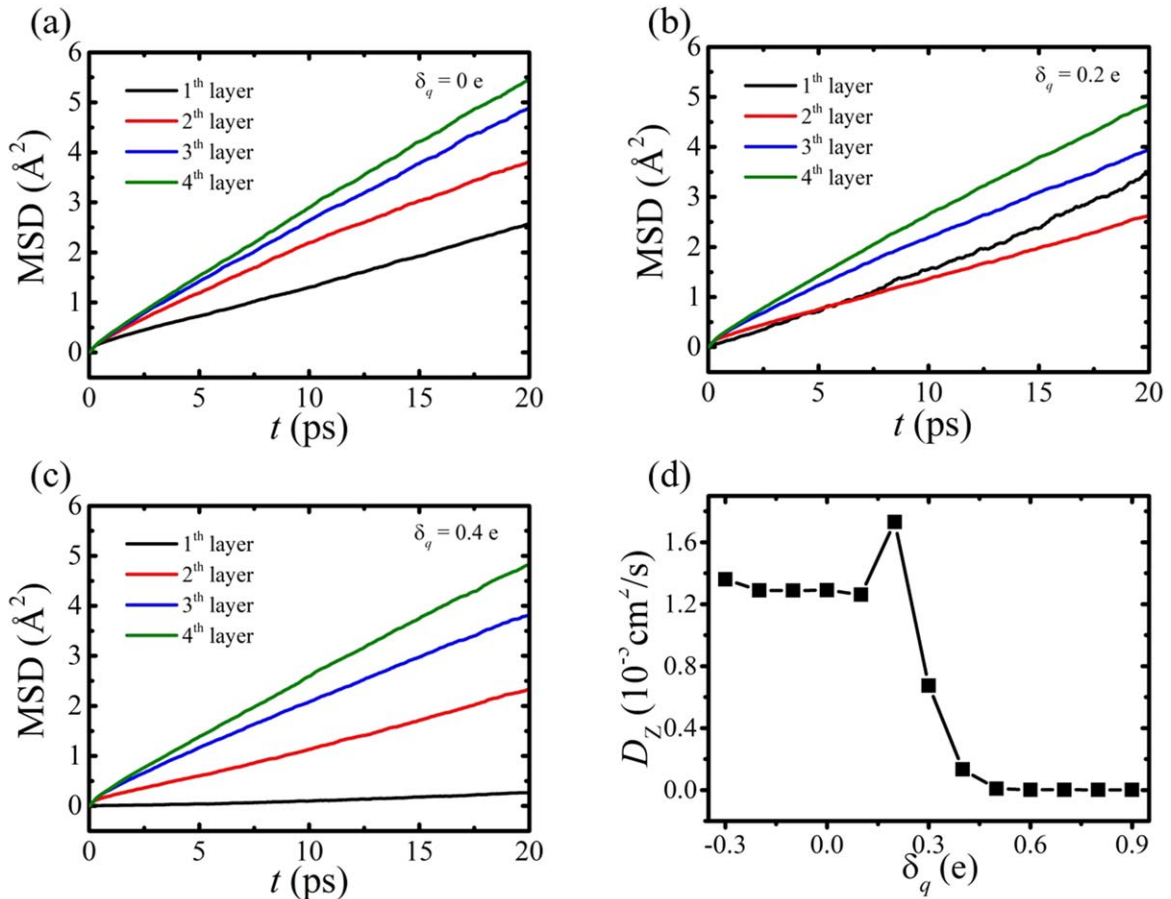 (a)
6
5
4
3
2
1
0
MSD (Å²)
1ᵗʰ layer
2ᵗʰ layer
3ᵗʰ layer
4ᵗʰ layer
δq = 0 e
0 5 10 15 20
t (ps)
(b)
6
5
4
3
2
1
0
MSD (Å²)
1ᵗʰ layer
2ᵗʰ layer
3ᵗʰ layer
4ᵗʰ layer
δq = 0.2 e
0 5 10 15 20
t (ps)
(c)
6
5
4
3
2
1
0
MSD (Å²)
1ᵗʰ layer
2ᵗʰ layer
3ᵗʰ layer
4ᵗʰ layer
δq = 0.4 e
0 5 10 15 20
t (ps)
(d)
1.6
1.2
0.8
0.4
0.0
D_Z (10⁻⁵cm²/s)
-0.3 0.0 0.3 0.6 0.9
δq (e)